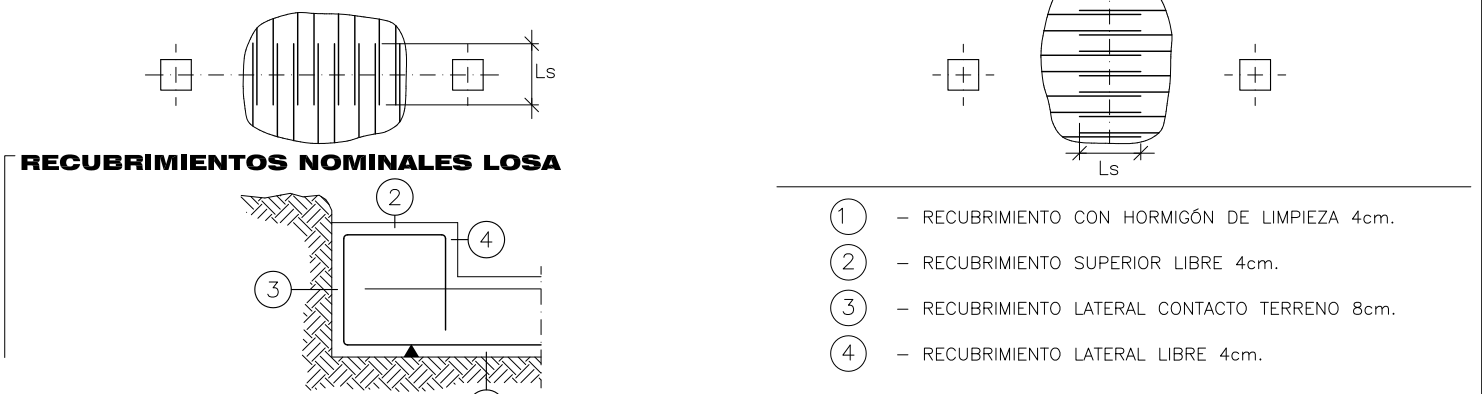 Ls
Ls
RECUBRIMIENTOS NOMINALES LOSA
2
4
3
1 – RECUBRIMIENTO CON HORMIGÓN DE LIMPIEZA 4cm.
2 – RECUBRIMIENTO SUPERIOR LIBRE 4cm.
3 – RECUBRIMIENTO LATERAL CONTACTO TERRENO 8cm.
4 – RECUBRIMIENTO LATERAL LIBRE 4cm.